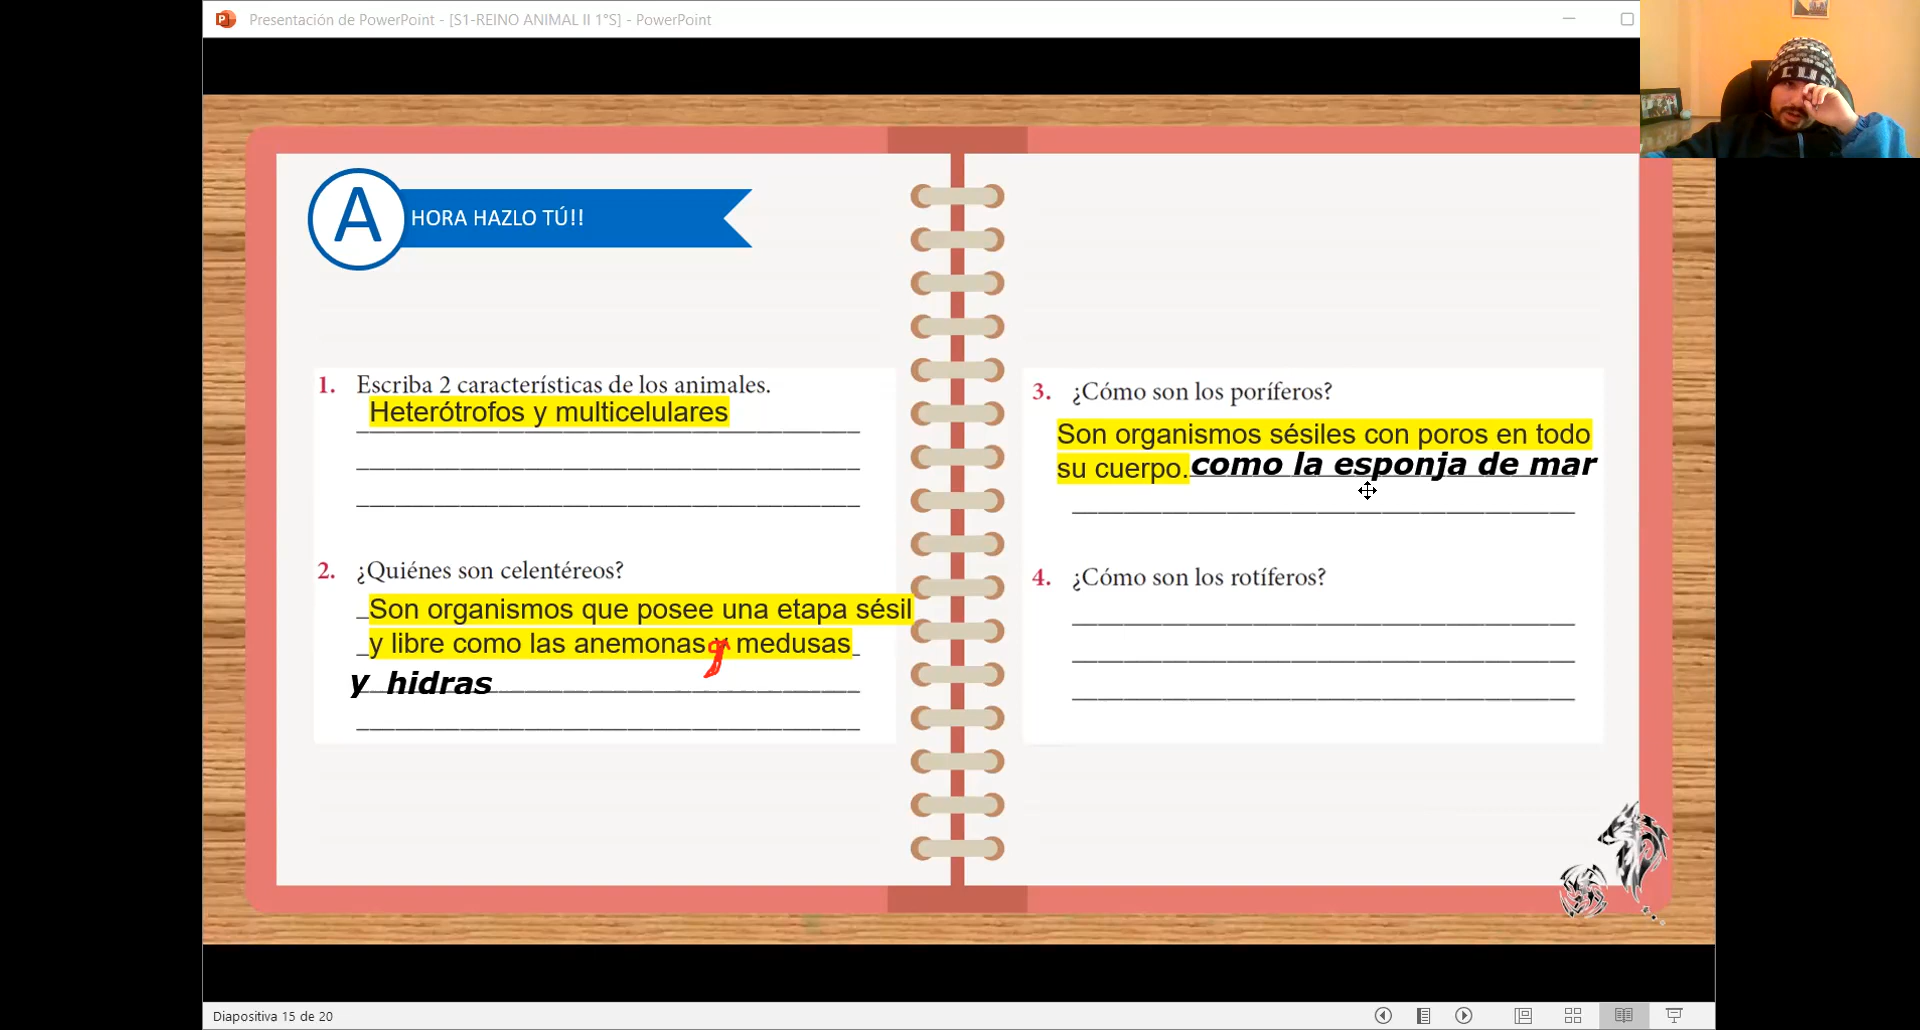 Presentación de PowerPoint - [S1-REINO ANIMAL II 1°S] - PowerPoint
CUS
A
HORA HAZLO TÚ!!
1. Escriba 2 características de los animales.
Heterótrofos y multicelulares
2. ¿Quiénes son celentéreos?
Son organismos que posee una etapa sésil
y libre como las anemonas y medusas
y hidras
3. ¿Cómo son los poríferos?
Son organismos sésiles con poros en todo
su cuerpo. como la esponja de mar
4. ¿Cómo son los rotíferos?
Diapositiva 15 de 20